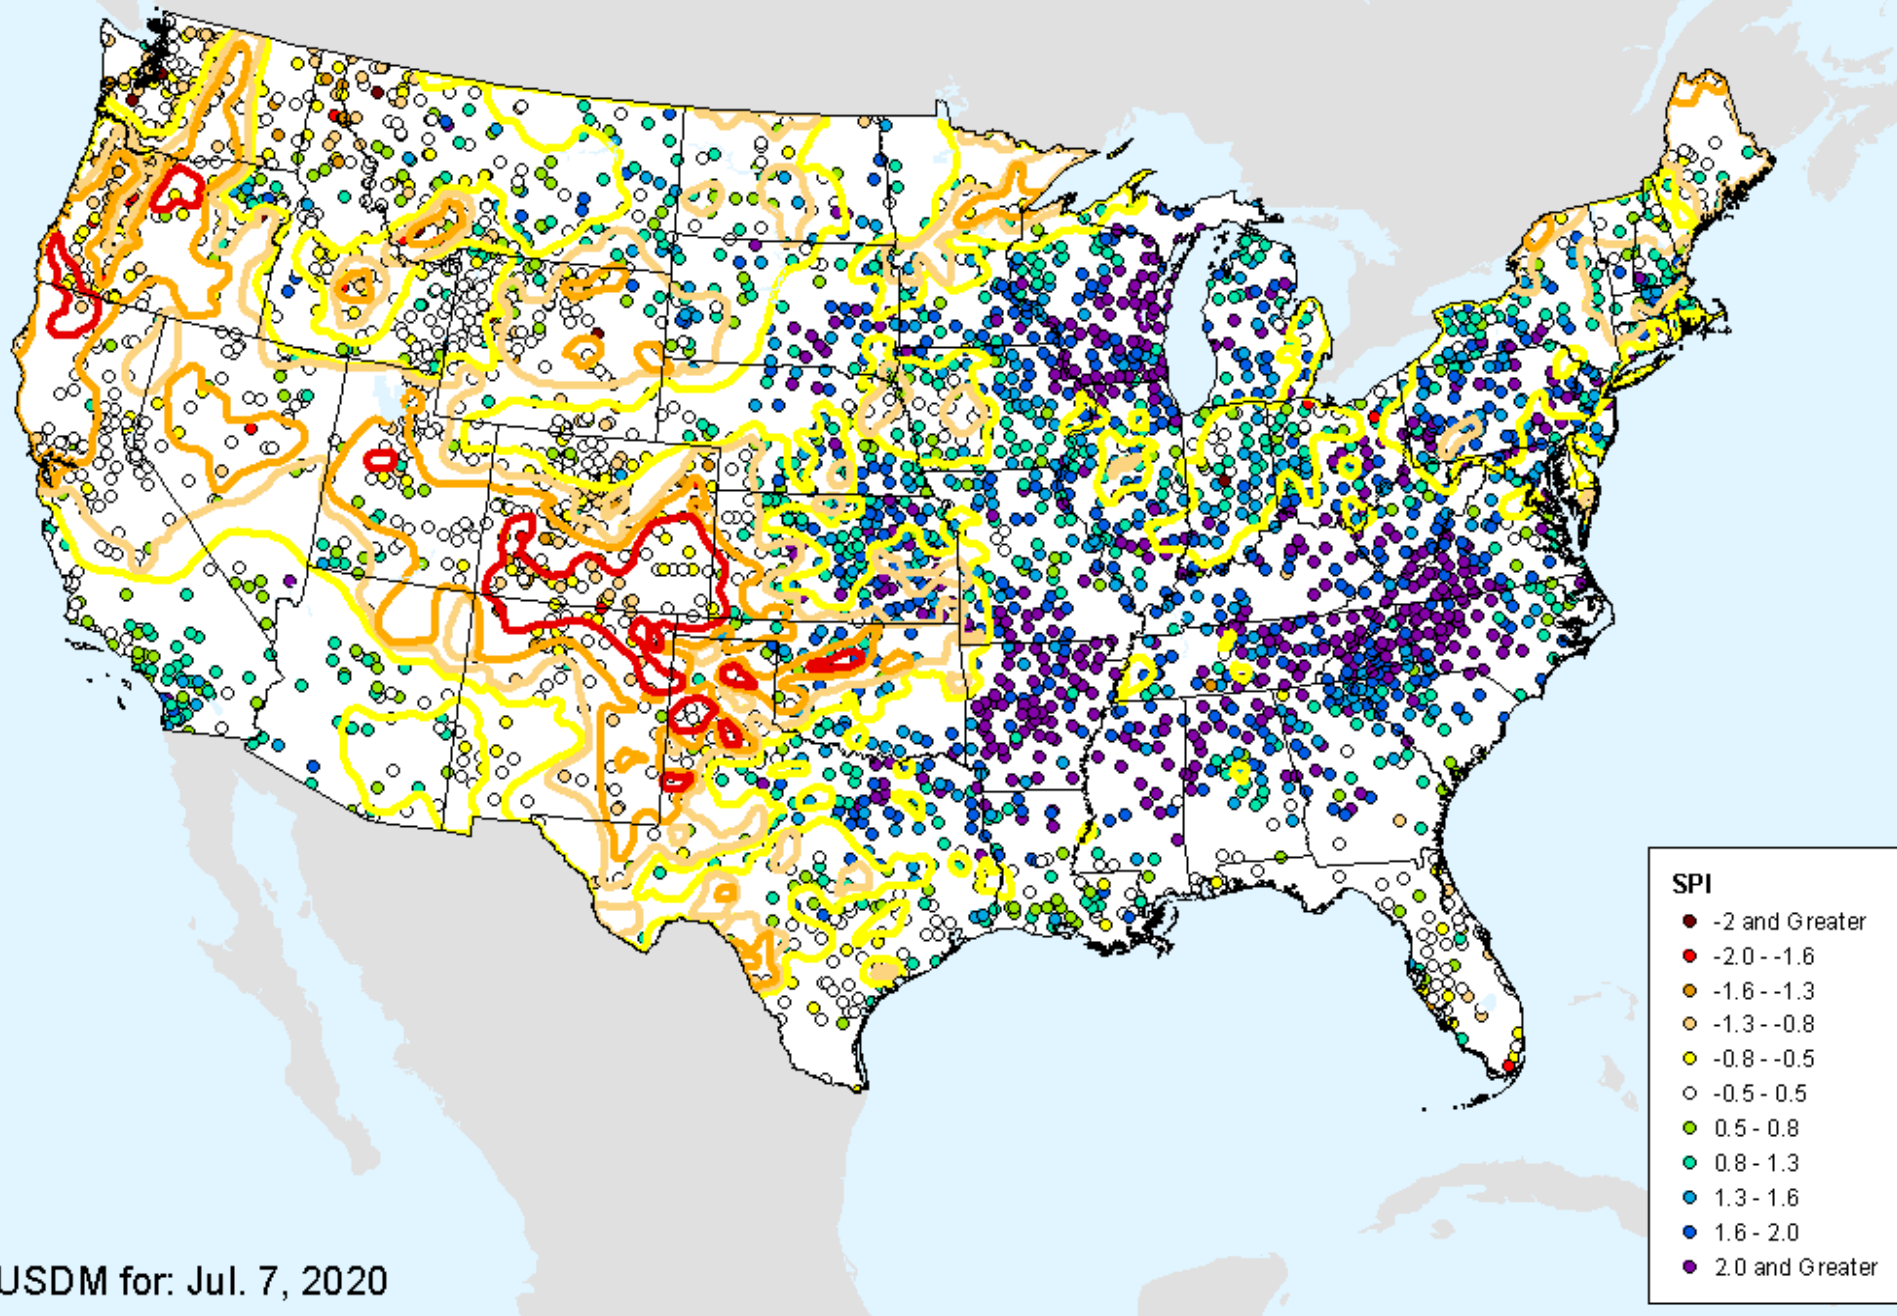 SPI
-2 and Greater
-2.0 - -1.6
-1.6 - -1.3
-1.3 - -0.8
-0.8 - -0.5
-0.5 - 0.5
0.5 - 0.8
0.8 - 1.3
1.3 - 1.6
1.6 - 2.0
2.0 and Greater
USDM for: Jul. 7, 2020